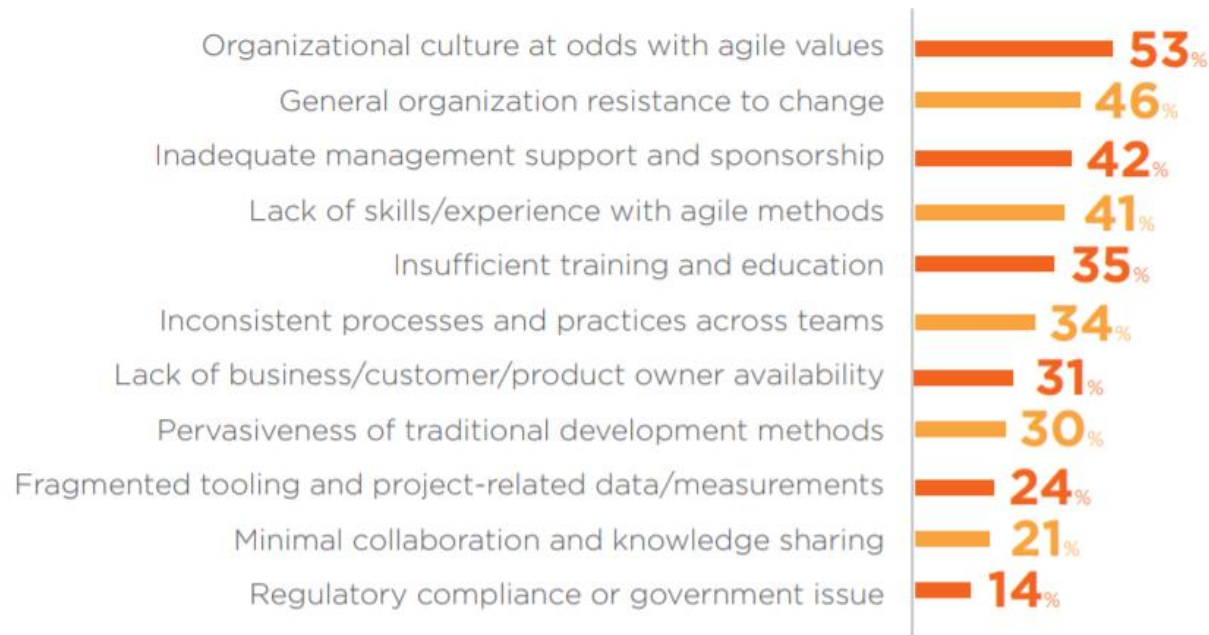 Organizational culture at odds with agile values 53%
General organization resistance to change 46%
Inadequate management support and sponsorship 42%
Lack of skills/experience with agile methods 41%
Insufficient training and education 35%
Inconsistent processes and practices across teams 34%
Lack of business/customer/product owner availability 31%
Pervasiveness of traditional development methods 30%
Fragmented tooling and project-related data/measurements 24%
Minimal collaboration and knowledge sharing 21%
Regulatory compliance or government issue 14%